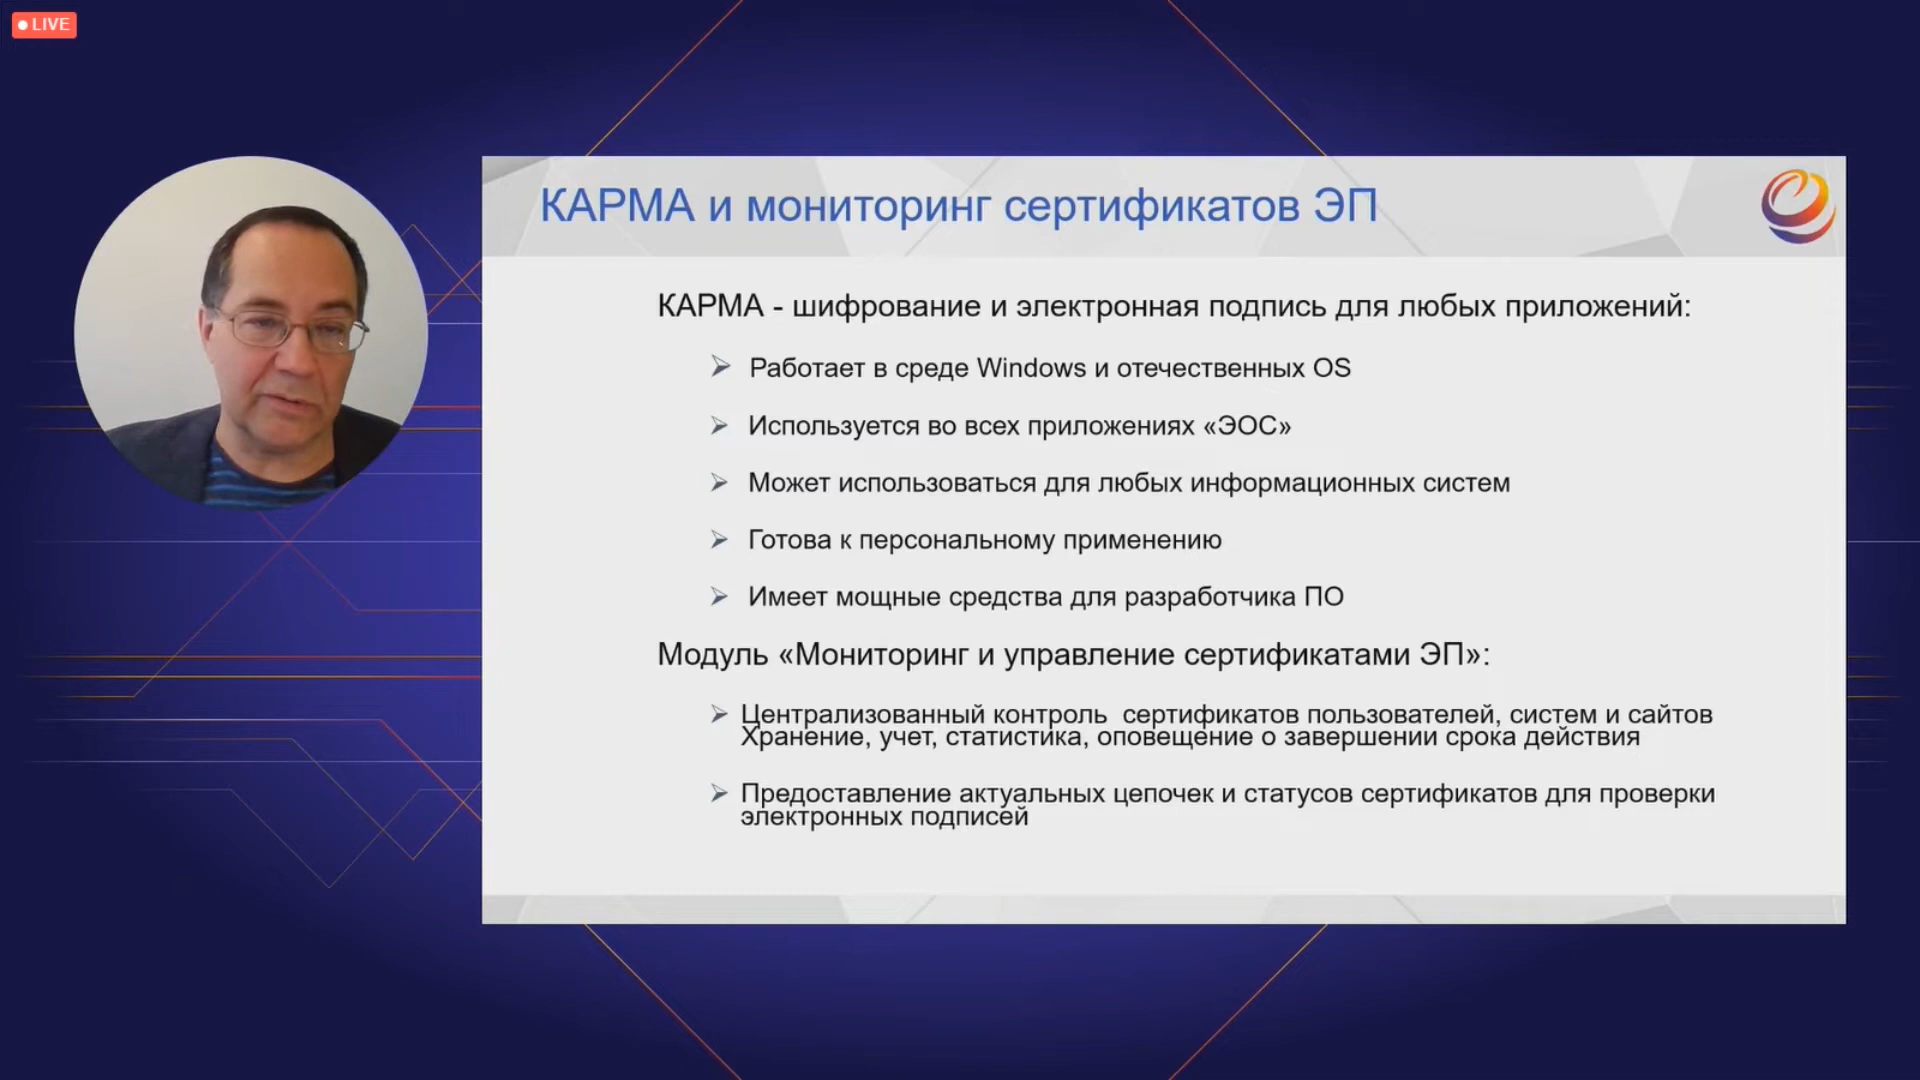 LIVE
КАРМА и мониторинг сертификатов ЭП
КАРМА - шифрование и электронная подпись для любых приложений:
Работает в среде Windows и отечественных OS
Используется во всех приложениях «ЭОС»
Может использоваться для любых информационных систем
Готова к персональному применению
Имеет мощные средства для разработчика ПО
Модуль «Мониторинг и управление сертификатами ЭП»:
Централизованный контроль сертификатов пользователей, систем и сайтов
Хранение, учет, статистика, оповещение о завершении срока действия
Предоставление актуальных цепочек и статусов сертификатов для проверки
электронных подписей